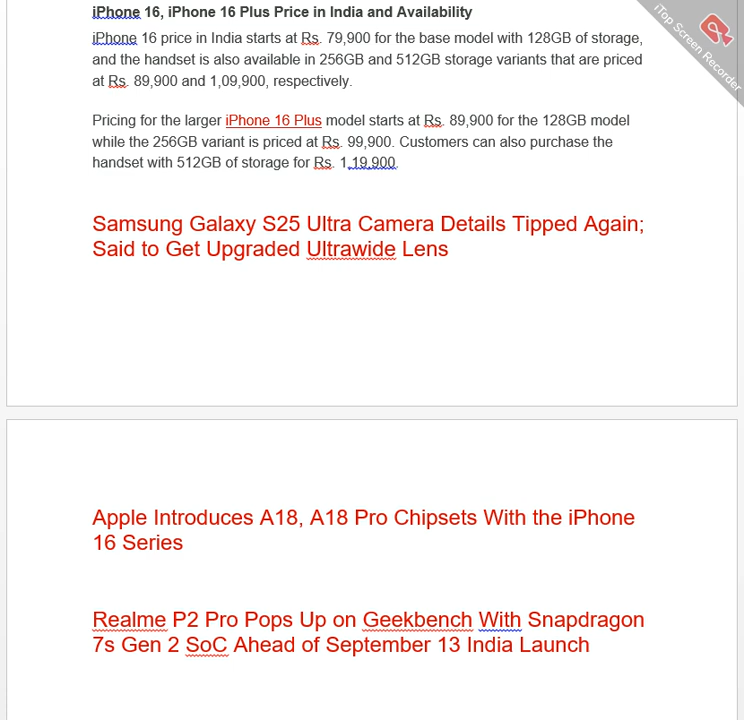 iPhone 16, iPhone 16 Plus Price in India and Availability
iPhone 16 price in India starts at Rs. 79,900 for the base model with 128GB of storage,
and the handset is also available in 256GB and 512GB storage variants that are priced
at Rs. 89,900 and 1,09,900, respectively.
Pricing for the larger iPhone 16 Plus model starts at Rs. 89,900 for the 128GB model
while the 256GB variant is priced at Rs. 99,900. Customers can also purchase the
handset with 512GB of storage for Rs. 1,19,900.
Samsung Galaxy S25 Ultra Camera Details Tipped Again;
Said to Get Upgraded Ultrawide Lens
Apple Introduces A18, A18 Pro Chipsets With the iPhone
16 Series
Realme P2 Pro Pops Up on Geekbench With Snapdragon
7s Gen 2 SoC Ahead of September 13 India Launch
iTop Screen Recorder